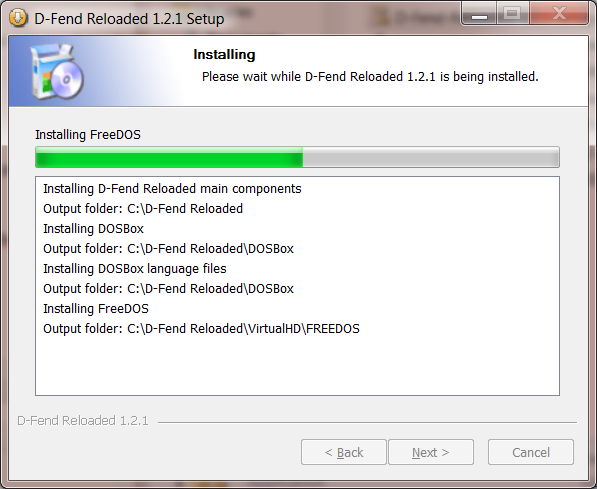 D-Fend Reloaded 1.2.1 Setup
Installing
Please wait while D-Fend Reloaded 1.2.1 is being installed.
Installing FreeDOS
Installing D-Fend Reloaded main components
Output folder: C:\D-Fend Reloaded
Installing DOSBox
Output folder: C:\D-Fend Reloaded\DOSBox
Installing DOSBox language files
Output folder: C:\D-Fend Reloaded\DOSBox
Installing FreeDOS
Output folder: C:\D-Fend Reloaded\VirtualHD\FREEDOS
D-Fend Reloaded 1.2.1
< Back Next > Cancel